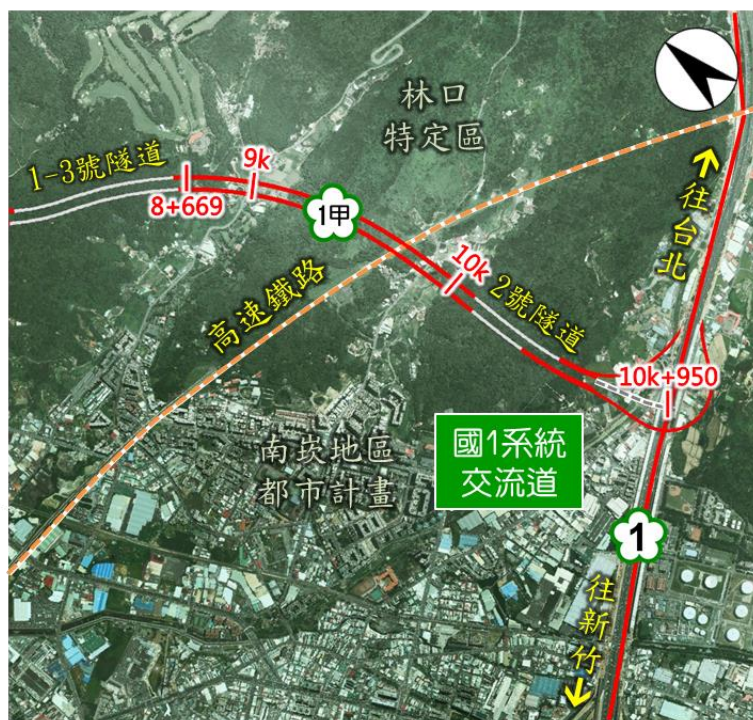 林口
特定區
1-3號隧道
9k
8+669
1甲
往台北
高速鐵路
10k
2號隧道
10k+950
國1系統
交流道
南崁地區
都市計畫
1
往新竹